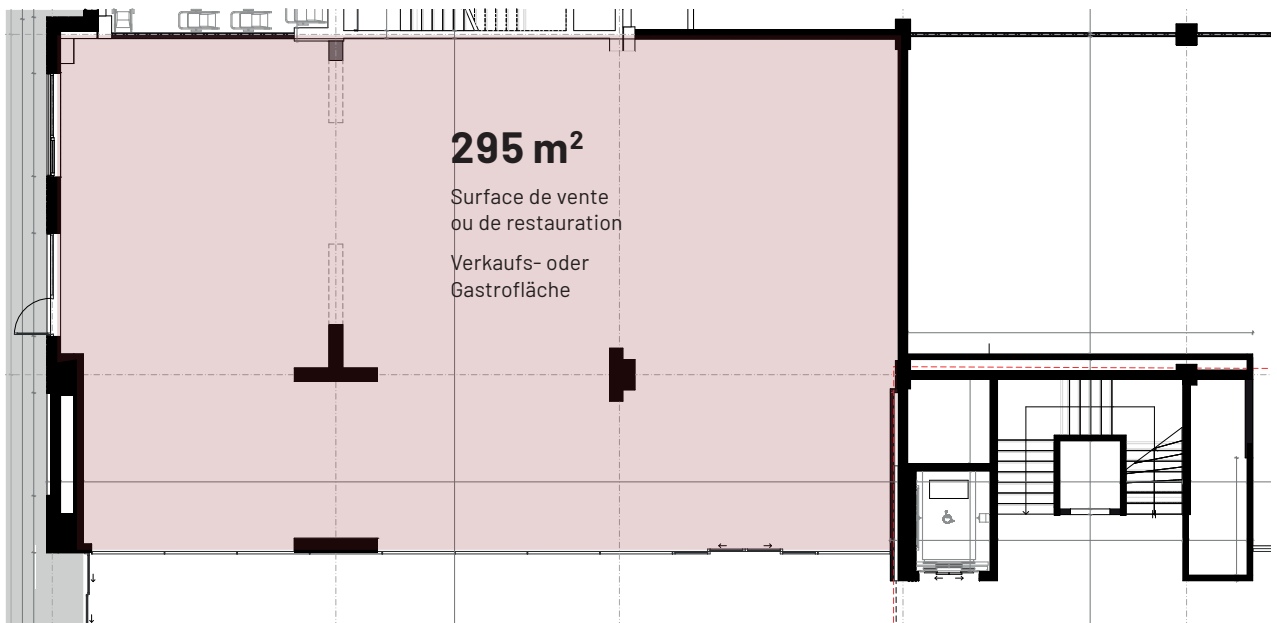 295 m²
Surface de vente
ou de restauration
Verkaufs- oder
Gastrofläche